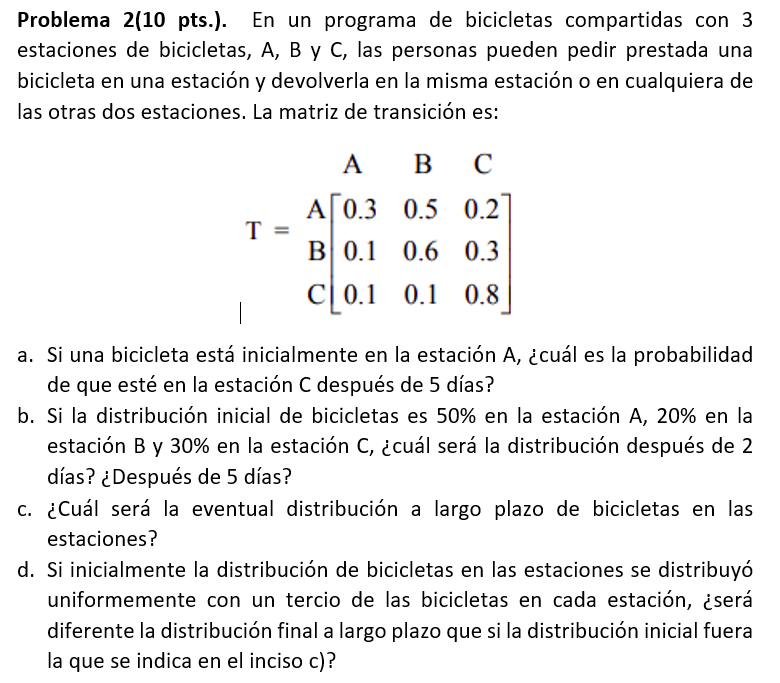 Problema 2(10 pts.). En un programa de bicicletas compartidas con 3
estaciones de bicicletas, A, B y C, las personas pueden pedir prestada una
bicicleta en una estación y devolverla en la misma estación o en cualquiera de
las otras dos estaciones. La matriz de transición es:
A B C
A 0.3 0.5 0.2
T =
B 0.1 0.6 0.3
C 0.1 0.1 0.8
a. Si una bicicleta está inicialmente en la estación A, ¿cuál es la probabilidad
de que esté en la estación C después de 5 días?
b. Si la distribución inicial de bicicletas es 50% en la estación A, 20% en la
estación B y 30% en la estación C, ¿cuál será la distribución después de 2
días? ¿Después de 5 días?
c. ¿Cuál será la eventual distribución a largo plazo de bicicletas en las
estaciones?
d. Si inicialmente la distribución de bicicletas en las estaciones se distribuyó
uniformemente con un tercio de las bicicletas en cada estación, ¿será
diferente la distribución final a largo plazo que si la distribución inicial fuera
la que se indica en el inciso c)?